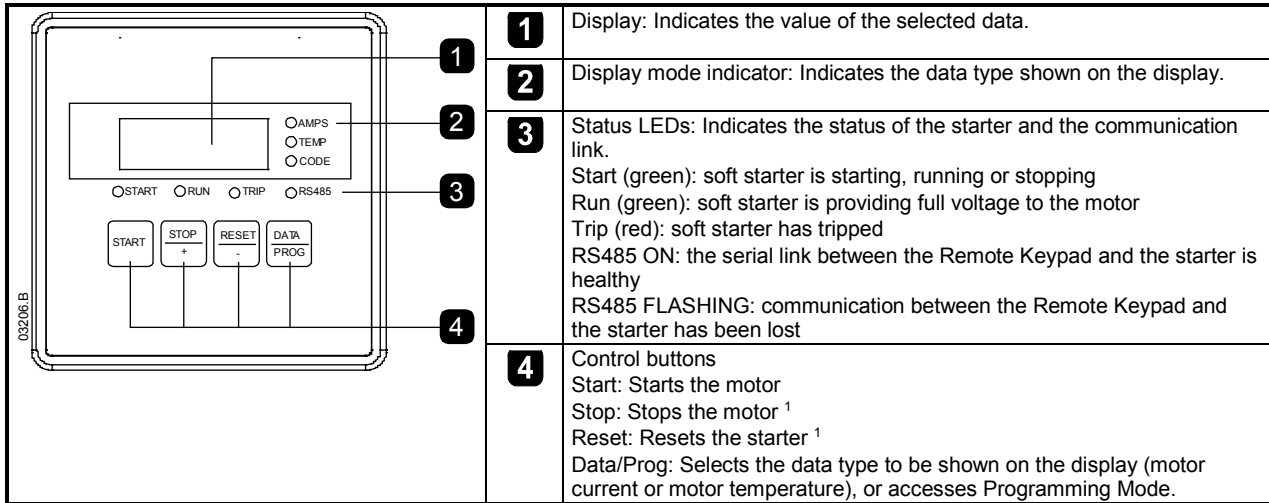 1
2
3
4
AMPS
TEMP
CODE
START RUN TRIP RS485
START
STOP
+
RESET
-
DATA
PROG
03206.B
1
Display: Indicates the value of the selected data.
2
Display mode indicator: Indicates the data type shown on the display.
3
Status LEDs: Indicates the status of the starter and the communication
link.
Start (green): soft starter is starting, running or stopping
Run (green): soft starter is providing full voltage to the motor
Trip (red): soft starter has tripped
RS485 ON: the serial link between the Remote Keypad and the starter is
healthy
RS485 FLASHING: communication between the Remote Keypad and
the starter has been lost
4
Control buttons
Start: Starts the motor
Stop: Stops the motor 1
Reset: Resets the starter 1
Data/Prog: Selects the data type to be shown on the display (motor
current or motor temperature), or accesses Programming Mode.